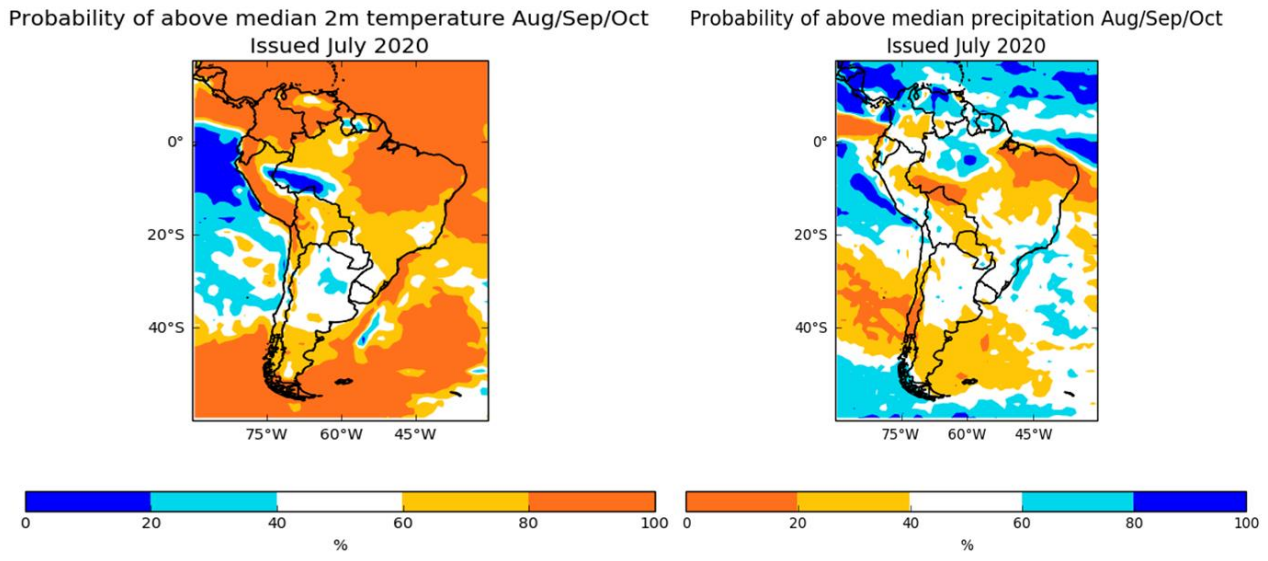 Probability of above median 2m temperature Aug/Sep/Oct
Issued July 2020
0°
20°S
40°S
75°W 60°W 45°W
0 20 40 60 80 100
%
Probability of above median precipitation Aug/Sep/Oct
Issued July 2020
0°
20°S
40°S
75°W 60°W 45°W
0 20 40 60 80 100
%